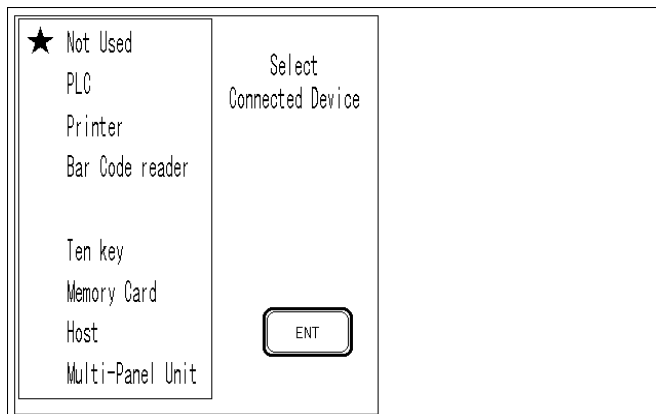 ★ Not Used
PLC
Printer
Bar Code reader
Ten key
Memory Card
Host
Multi-Panel Unit
Select
Connected Device
ENT